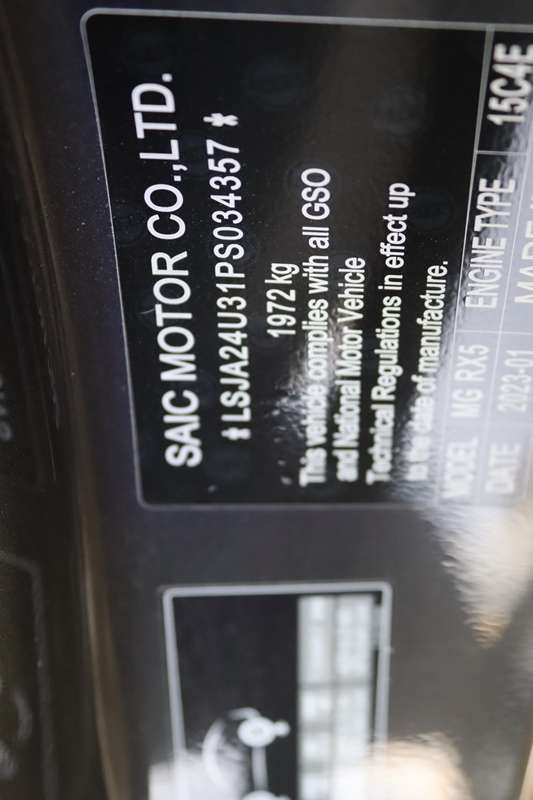 SAIC MOTOR CO.,LTD.
*LSJA24U31PS034357*
1972 kg
This vehicle complies with all GSO
and National Motor Vehicle
Technical Regulations in effect up
to the date of manufacture.
MODEL MG RX5 ENGINE TYPE 15C4E
DATE 2023-01 MADE